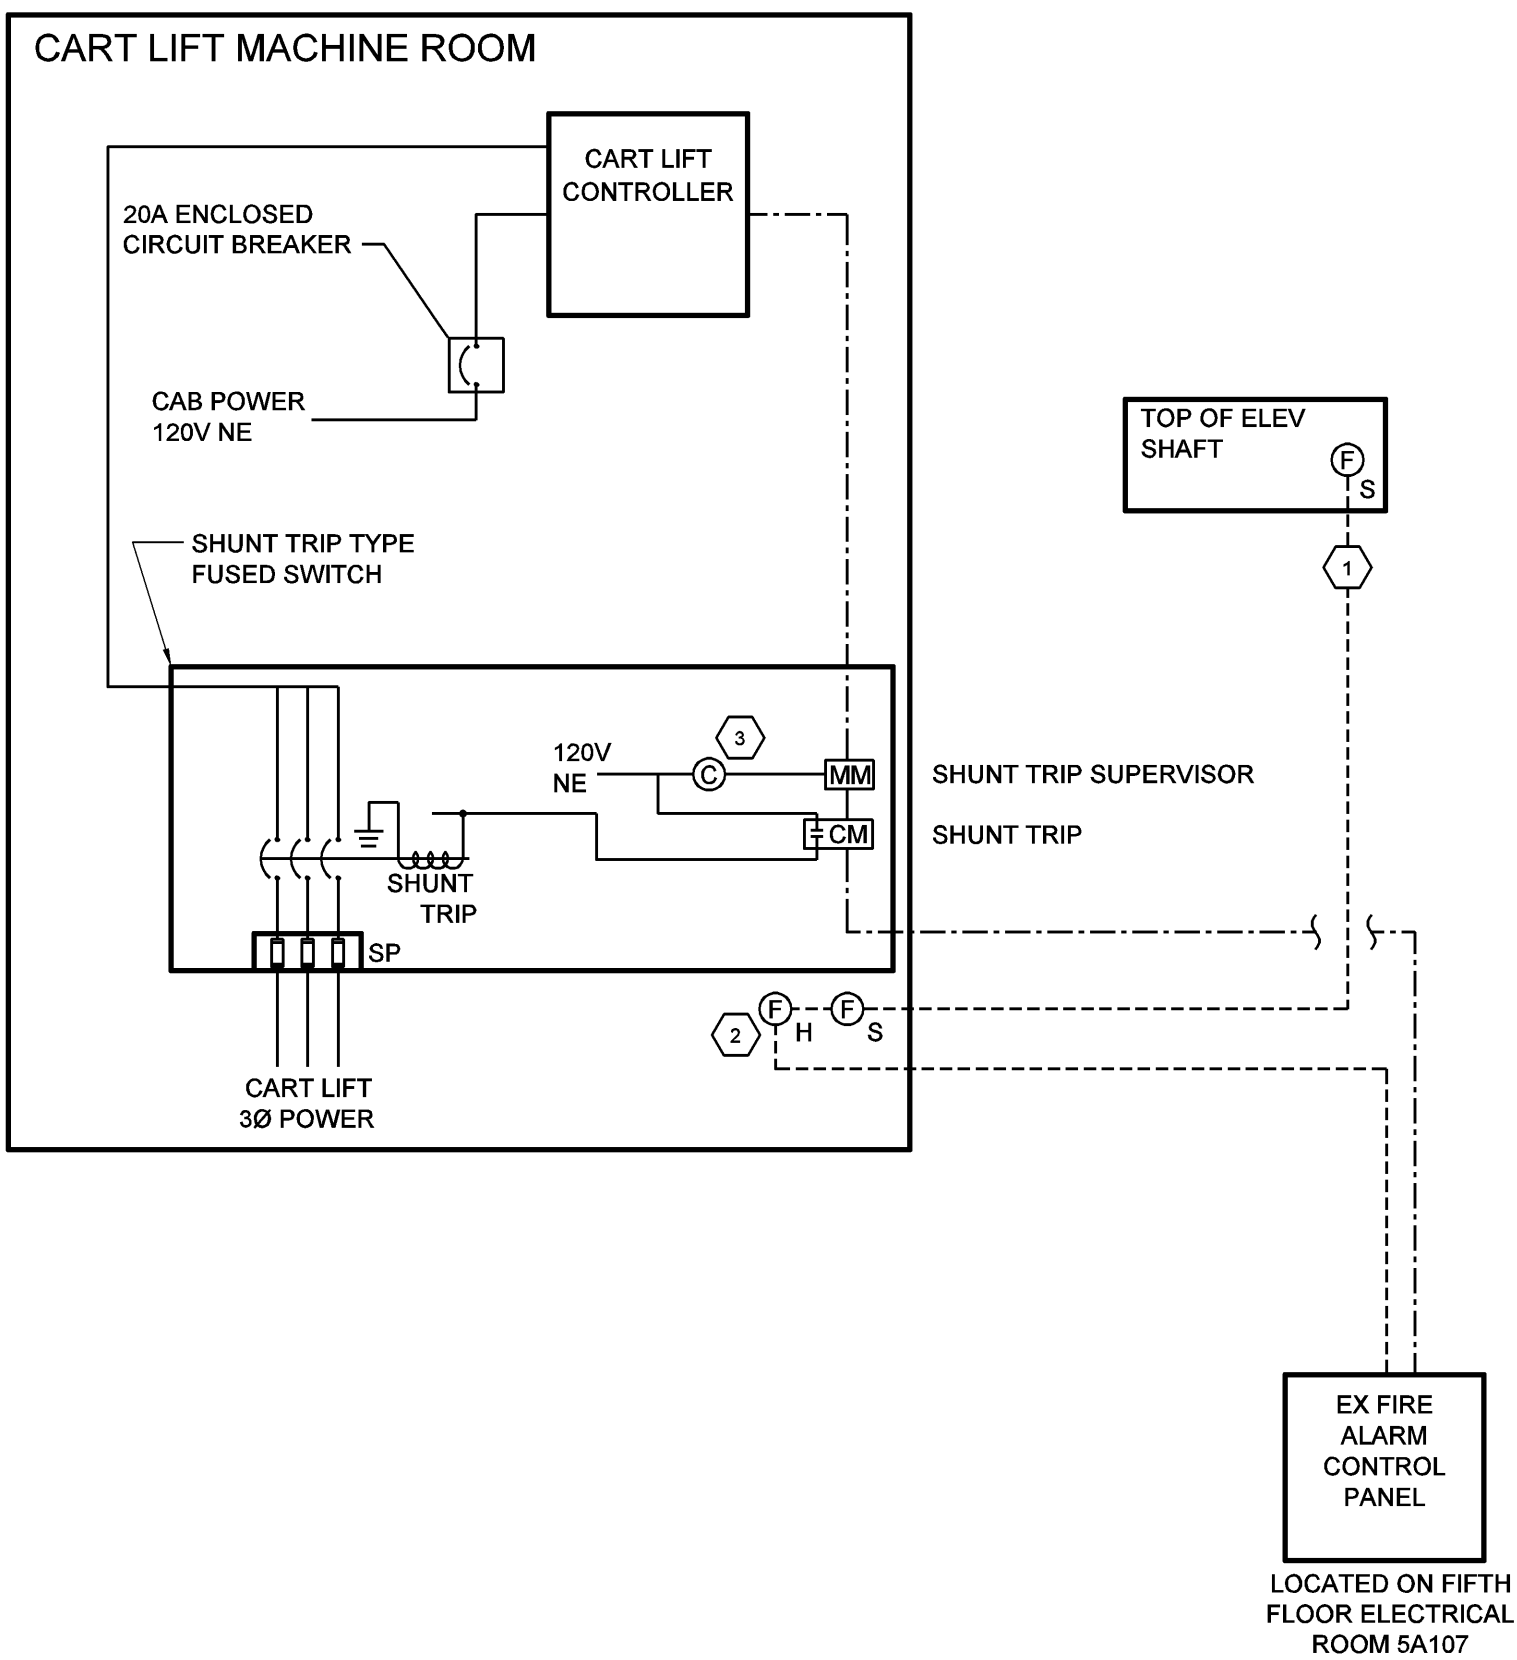 CART LIFT MACHINE ROOM
CART LIFT
CONTROLLER
20A ENCLOSED
CIRCUIT BREAKER
CAB POWER
120V NE
TOP OF ELEV
SHAFT
F
S
1
SHUNT TRIP TYPE
FUSED SWITCH
3
120V
NE
C
MM
SHUNT TRIP SUPERVISOR
CM
SHUNT TRIP
SHUNT
TRIP
SP
F
H
F
S
2
CART LIFT
3Ø POWER
EX FIRE
ALARM
CONTROL
PANEL
LOCATED ON FIFTH
FLOOR ELECTRICAL
ROOM 5A107